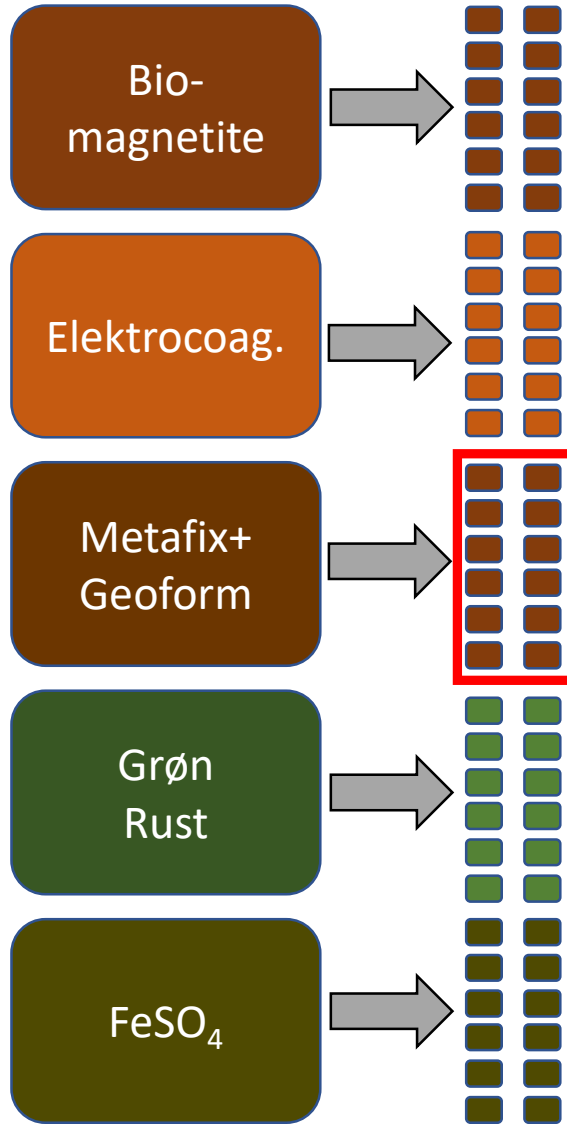 Bio-
magnetite
Elektrocoag.
Metafix+
Geoform
Grøn
Rust
FeSO₄